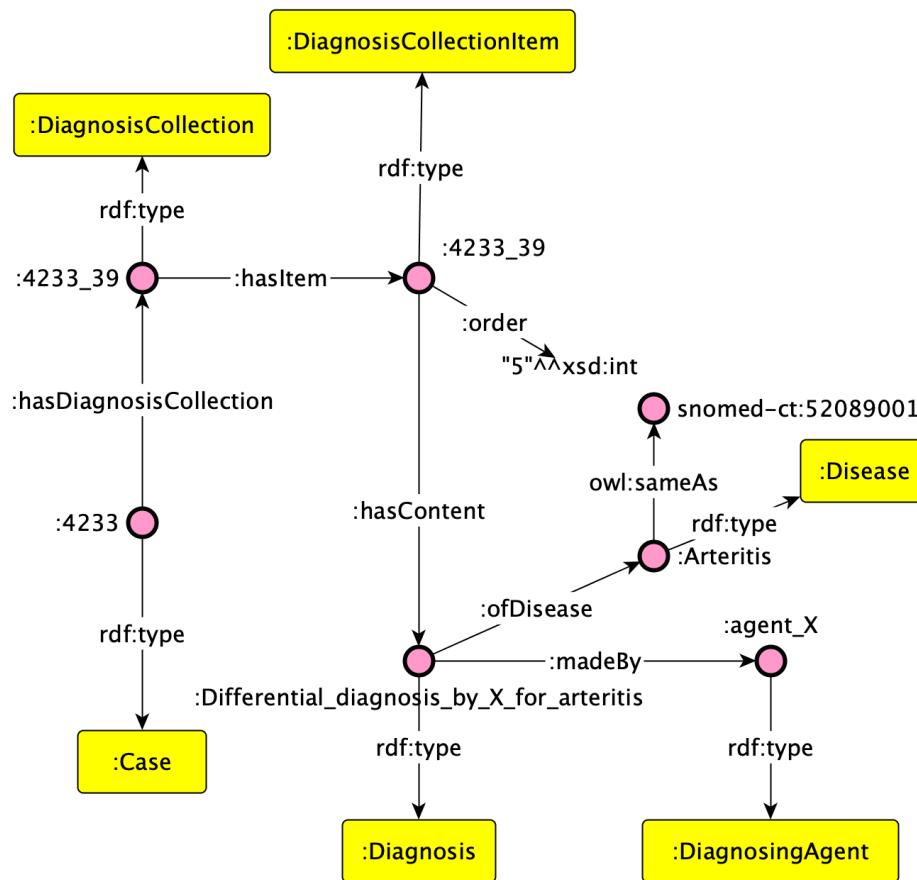 :DiagnosisCollectionItem
:DiagnosisCollection
rdf:type
rdf:type
:4233_39
:hasItem
:4233_39
:order
"5"^^xsd:int
:hasDiagnosisCollection
snomed-ct:52089001
:Disease
owl:sameAs
rdf:type
:hasContent
:4233
:Arteritis
:ofDisease
rdf:type
:agent_X
:madeBy
:Differential_diagnosis_by_X_for_arteritis
rdf:type
rdf:type
:Case
:Diagnosis
:DiagnosingAgent